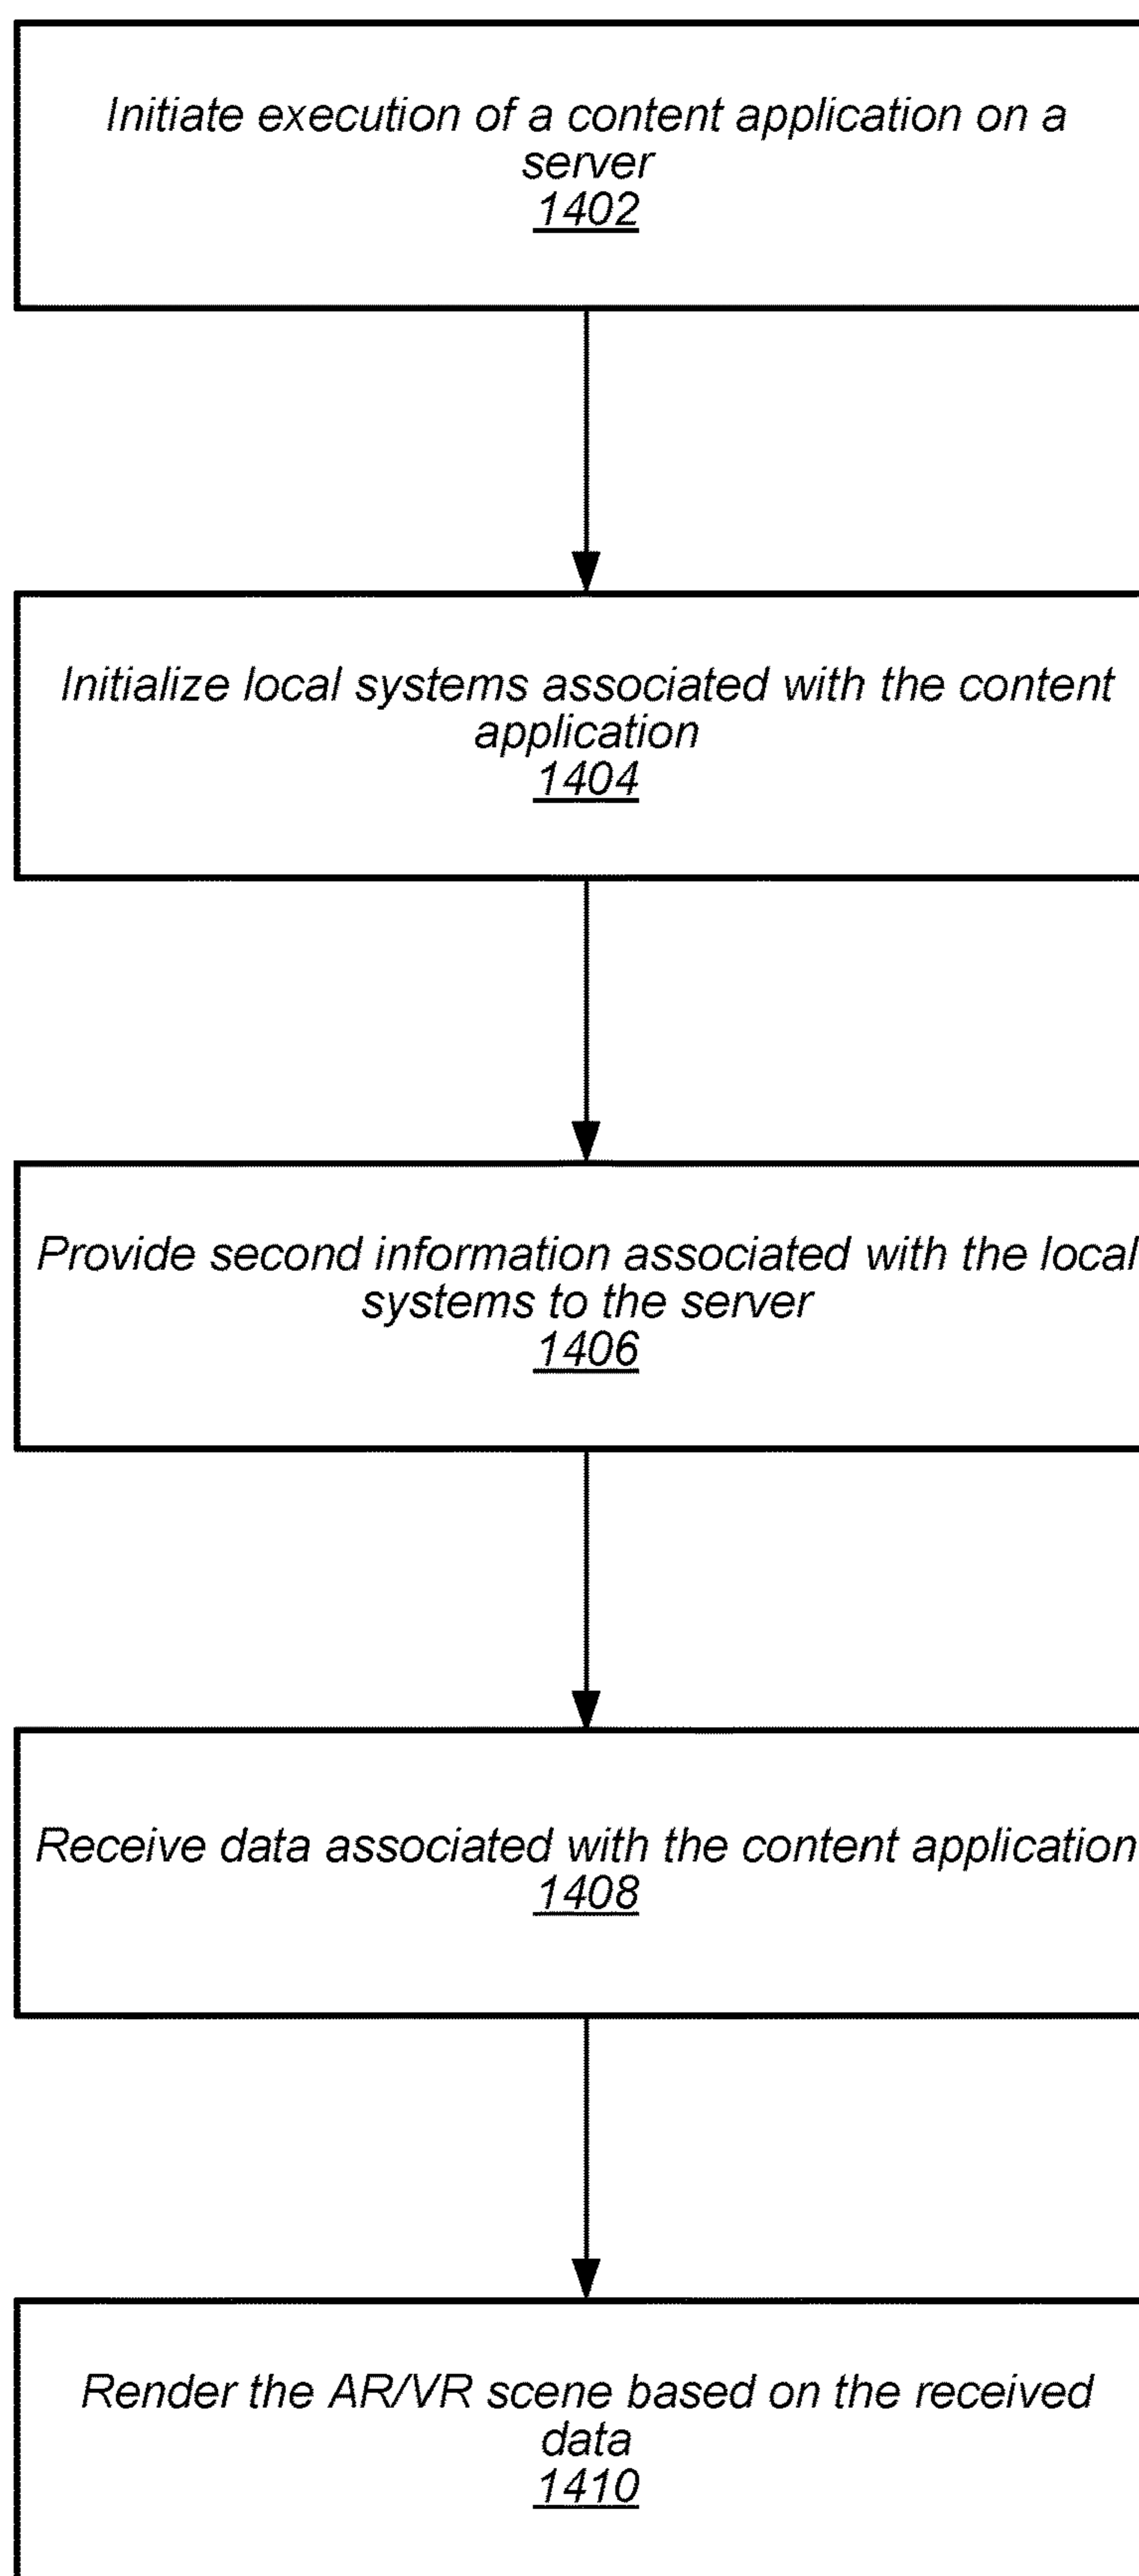 Initiate execution of a content application on a
server
1402
Initialize local systems associated with the content
application
1404
Provide second information associated with the local
systems to the server
1406
Receive data associated with the content application
1408
Render the AR/VR scene based on the received
data
1410